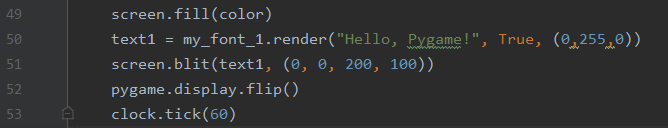 49 screen.fill(color)
50 text1 = my_font_1.render("Hello, Pygame!", True, (0,255,0))
51 screen.blit(text1, (0, 0, 200, 100))
52 pygame.display.flip()
53 clock.tick(60)